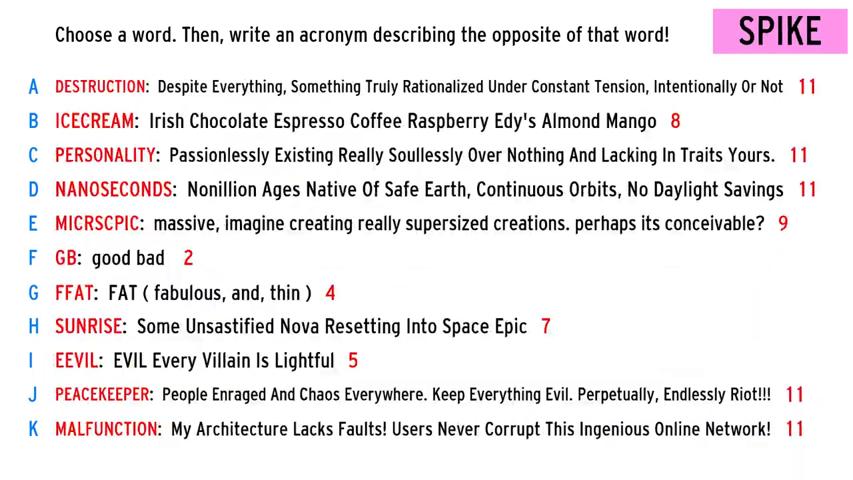 Choose a word. Then, write an acronym describing the opposite of that word!
SPIKE
A DESTRUCTION: Despite Everything, Something Truly Rationalized Under Constant Tension, Intentionally Or Not 11
B ICECREAM: Irish Chocolate Espresso Coffee Raspberry Edy's Almond Mango 8
C PERSONALITY: Passionlessly Existing Really Soullessly Over Nothing And Lacking In Traits Yours. 11
D NANOSECONDS: Nonillion Ages Native Of Safe Earth, Continuous Orbits, No Daylight Savings 11
E MICRSCPIC: massive, imagine creating really supersized creations. perhaps its conceivable? 9
F GB: good bad 2
G FFAT: FAT ( fabulous, and, thin ) 4
H SUNRISE: Some Unsastified Nova Resetting Into Space Epic 7
I EEVIL: EVIL Every Villain Is Lightful 5
J PEACEKEEPER: People Enraged And Chaos Everywhere. Keep Everything Evil. Perpetually, Endlessly Riot!!! 11
K MALFUNCTION: My Architecture Lacks Faults! Users Never Corrupt This Ingenious Online Network! 11